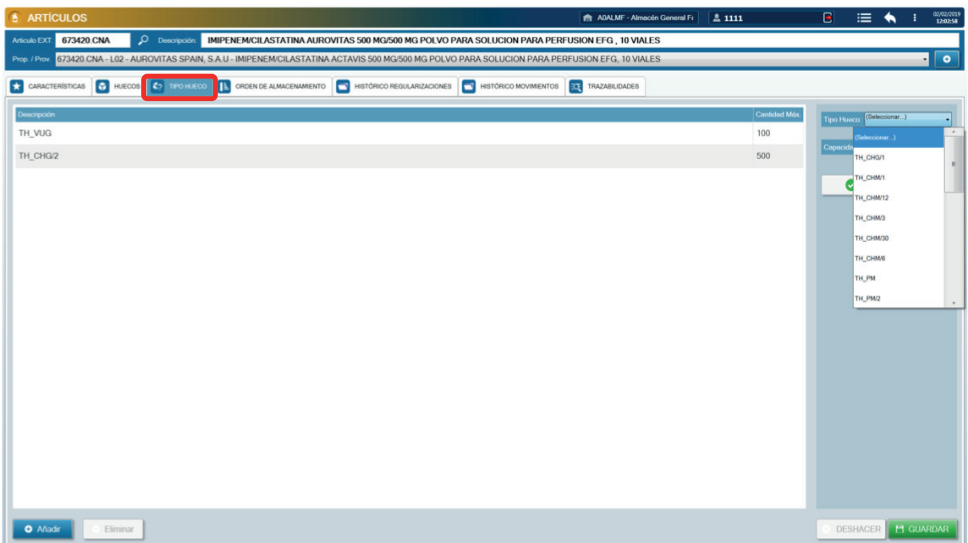 ARTÍCULOS
A0ALMF - Almacén General Fi
1111
02/02/2019
12:02:58
Artículo EXT: 673420.CNA
Descripción: IMIPENEM/CILASTATINA AUROVITAS 500 MG/500 MG POLVO PARA SOLUCION PARA PERFUSION EFG , 10 VIALES
Prop. / Prov. 673420.CNA - L02 - AUROVITAS SPAIN, S.A.U - IMIPENEM/CILASTATINA ACTAVIS 500 MG/500 MG POLVO PARA SOLUCION PARA PERFUSION EFG, 10 VIALES
CARACTERÍSTICAS
HUECOS
TIPO HUECO
ORDEN DE ALMACENAMIENTO
HISTÓRICO REGULARIZACIONES
HISTÓRICO MOVIMIENTOS
TRAZABILIDADES
Descripción
Cantidad Máx.
TH_VUG
100
TH_CHG/2
500
Tipo Hueco (Seleccionar...)
Capacida
(Seleccionar...)
TH_CHG/1
TH_CHM/1
TH_CHM/12
TH_CHM/3
TH_CHM/30
TH_CHM/6
TH_PM
TH_PM/2
Añadir
Eliminar
DESHACER
GUARDAR